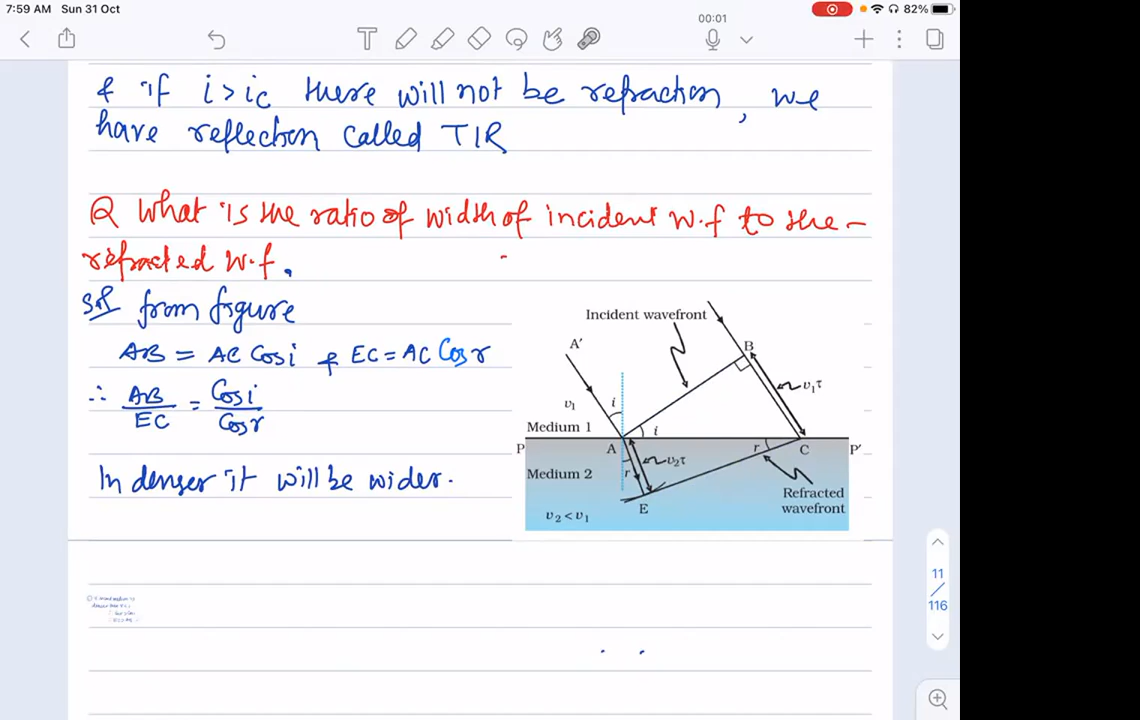 7:59 AM Sun 31 Oct
82%
00:01
T
& if i > ic there will not be refraction, we
have reflection called TIR
Q What is the ratio of width of incident w.f to the
refracted w.f.
Sol from figure
AB = AC Cos i & EC = AC Cos r
∴ AB/EC = Cos i/Cos r
In denser it will be wider.
Incident wavefront
A'
B
v₁
i
v₁τ
Medium 1
i
P
A
r
C
P'
Medium 2
v₂τ
r
Refracted
wavefront
E
v₂ < v₁
11
116